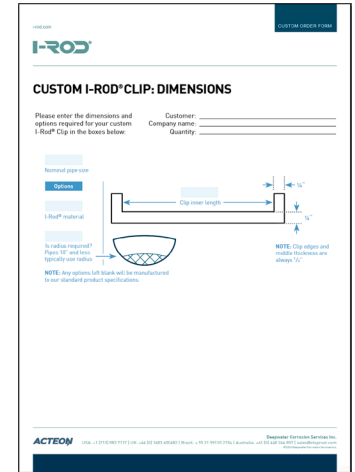 i-rod.com
CUSTOM ORDER FORM
I-ROD®
CUSTOM I-ROD® CLIP: DIMENSIONS
Please enter the dimensions and
options required for your custom
I-Rod® Clip in the boxes below:
Customer:
Company name:
Quantity:
Nominal pipe size
Options
I-Rod® material
Is radius required?
Pipes 10" and less
typically use radius
Clip inner length
¼"
¼"
NOTE: Clip edges and
middle thickness are
always ¼".
NOTE: Any options left blank will be manufactured
to our standard product specifications.
ACTEON
Deepwater Corrosion Services Inc.